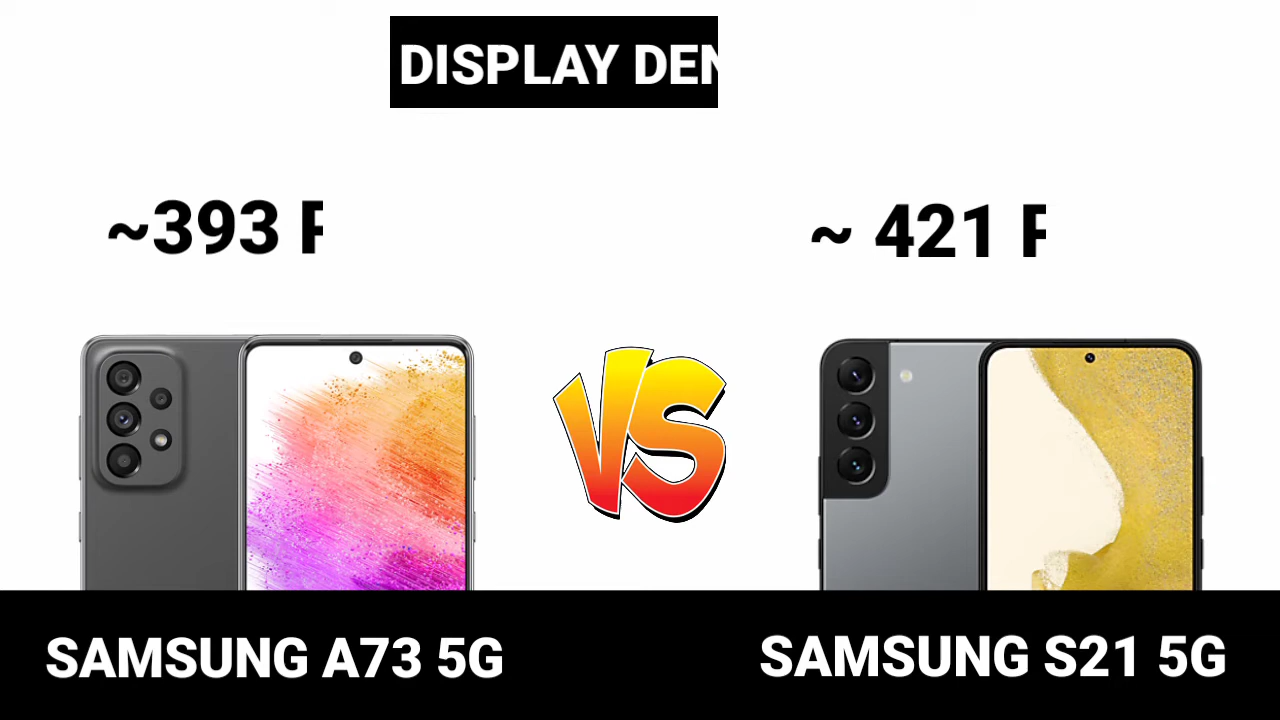 DISPLAY DEN
~393 P
~ 421 P
VS
SAMSUNG A73 5G
SAMSUNG S21 5G